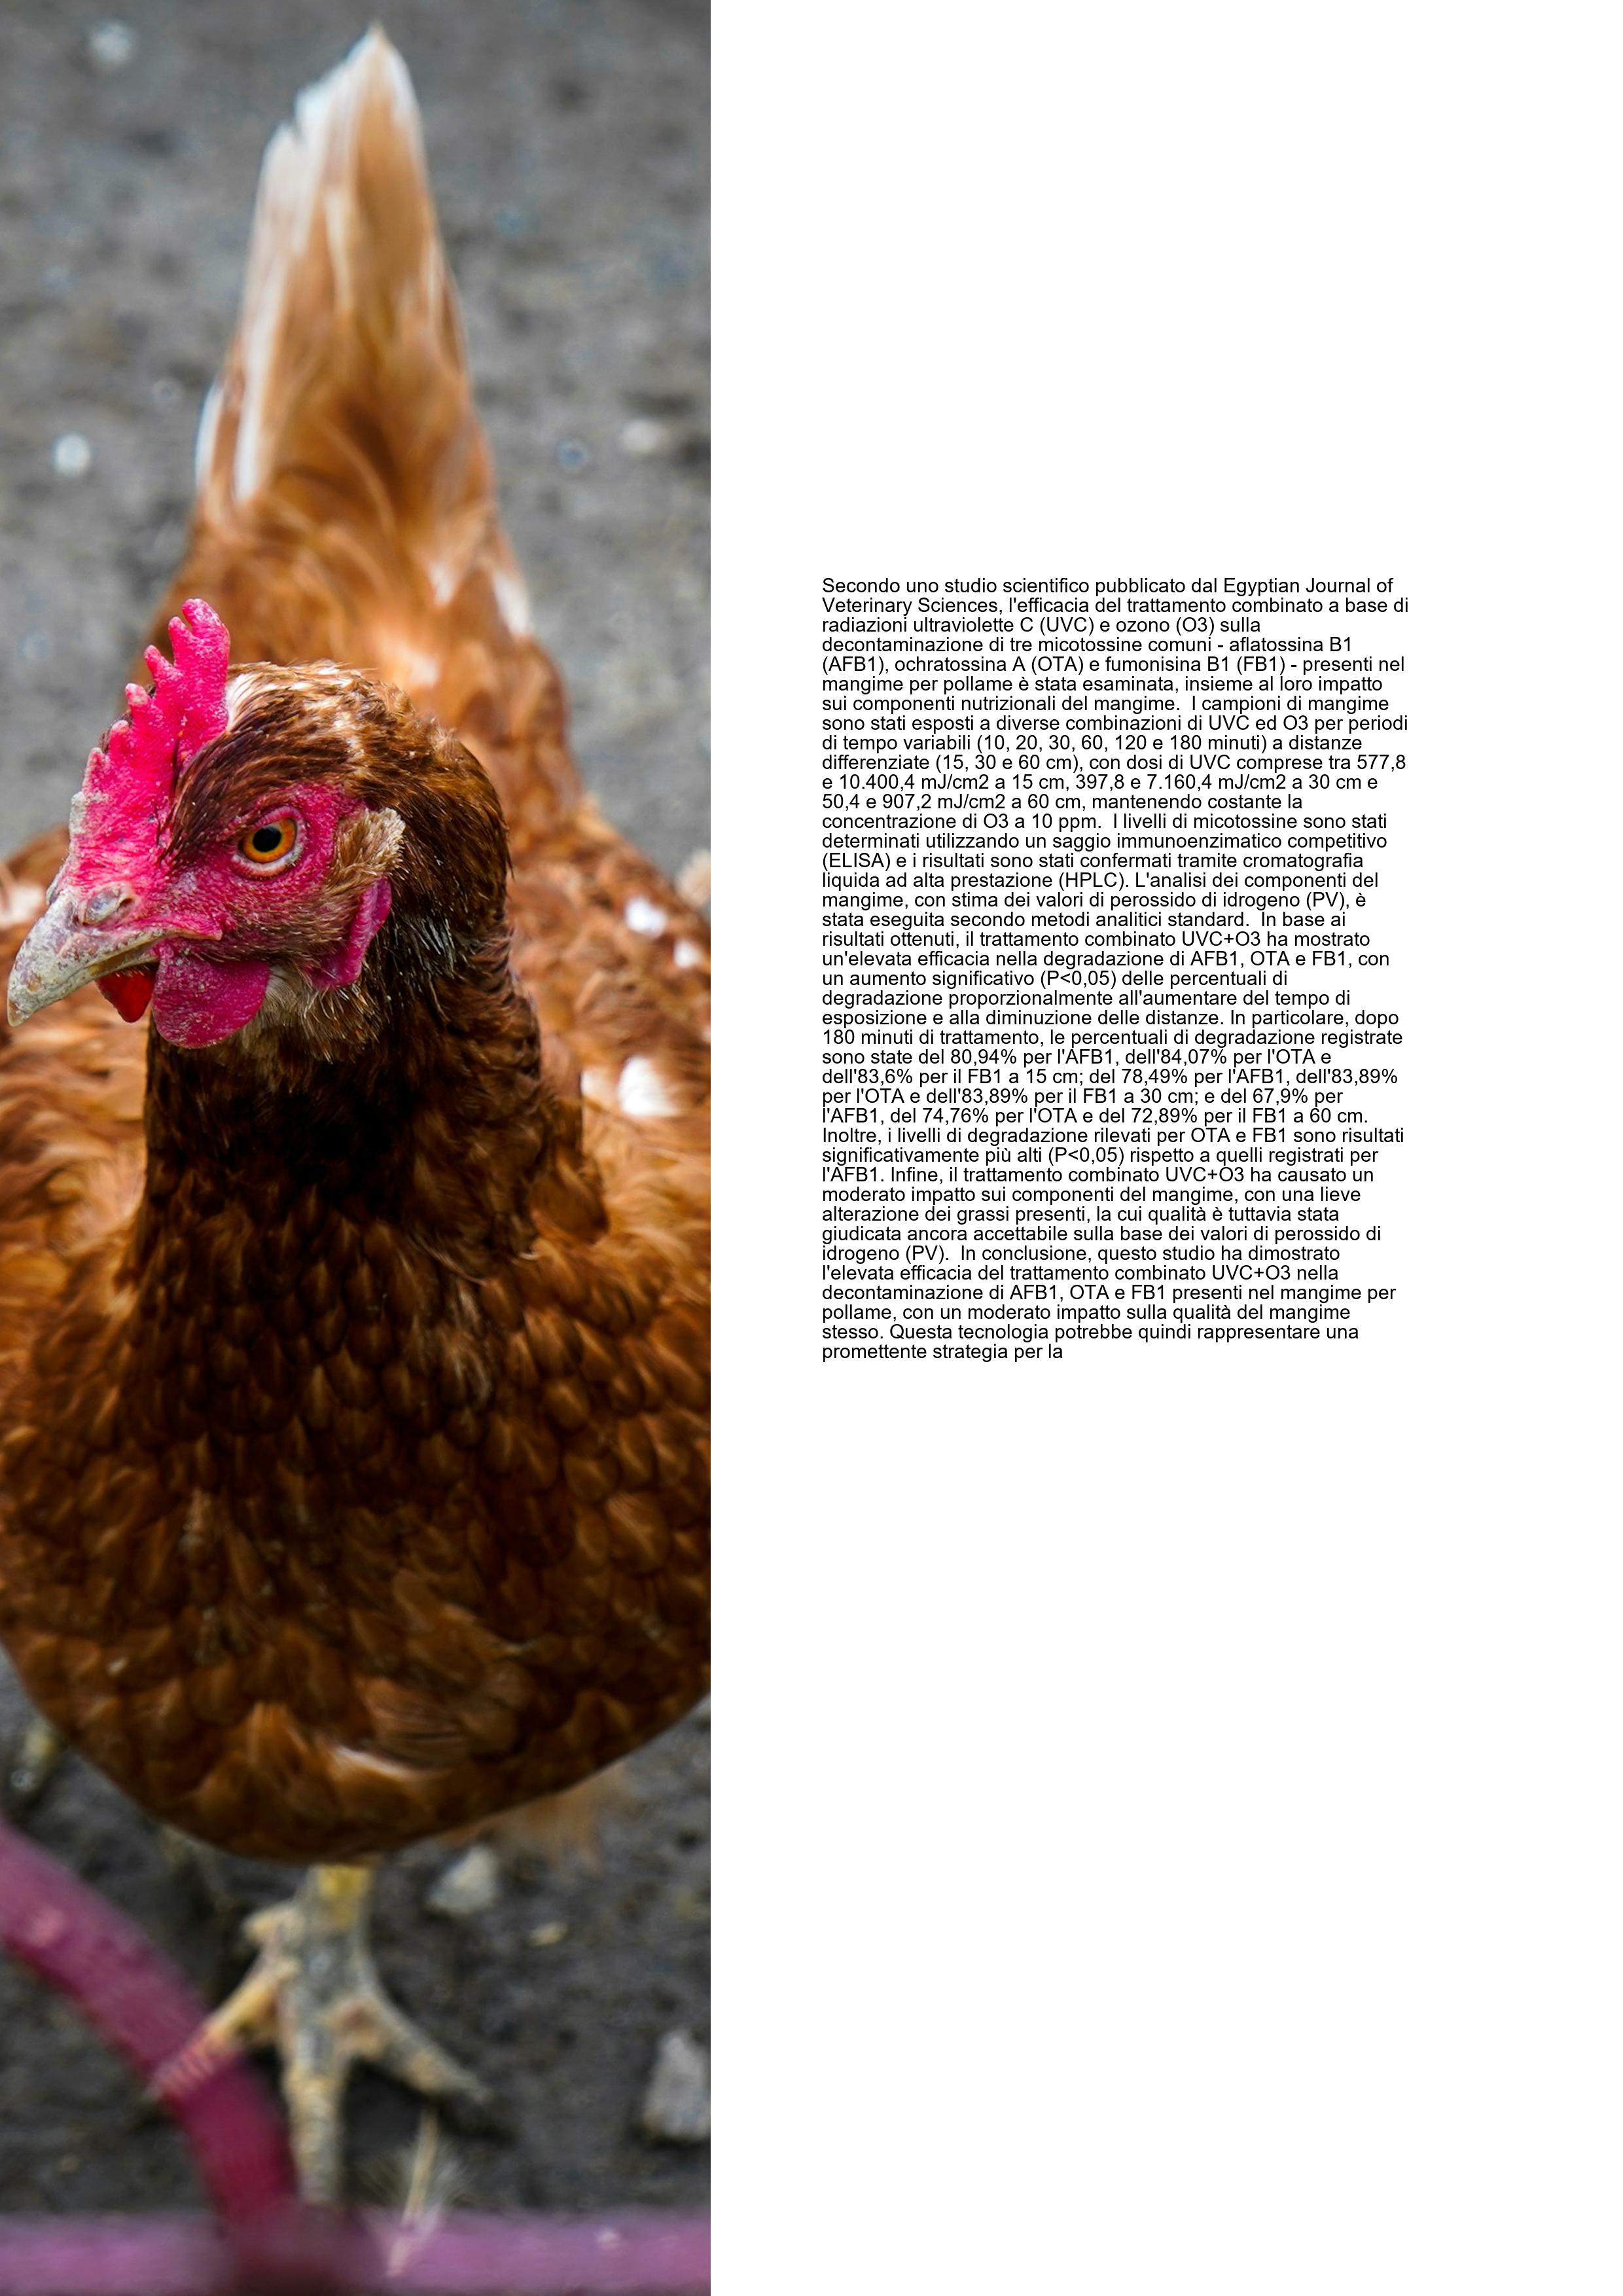 Secondo uno studio scientifico pubblicato dal Egyptian Journal of
Veterinary Sciences, l'efficacia del trattamento combinato a base di
radiazioni ultraviolette C (UVC) e ozono (O3) sulla
decontaminazione di tre micotossine comuni - aflatossina B1
(AFB1), ochratossina A (OTA) e fumonisina B1 (FB1) - presenti nel
mangime per pollame è stata esaminata, insieme al loro impatto
sui componenti nutrizionali del mangime.  I campioni di mangime
sono stati esposti a diverse combinazioni di UVC ed O3 per periodi
di tempo variabili (10, 20, 30, 60, 120 e 180 minuti) a distanze
differenziate (15, 30 e 60 cm), con dosi di UVC comprese tra 577,8
e 10.400,4 mJ/cm2 a 15 cm, 397,8 e 7.160,4 mJ/cm2 a 30 cm e
50,4 e 907,2 mJ/cm2 a 60 cm, mantenendo costante la
concentrazione di O3 a 10 ppm.  I livelli di micotossine sono stati
determinati utilizzando un saggio immunoenzimatico competitivo
(ELISA) e i risultati sono stati confermati tramite cromatografia
liquida ad alta prestazione (HPLC). L'analisi dei componenti del
mangime, con stima dei valori di perossido di idrogeno (PV), è
stata eseguita secondo metodi analitici standard.  In base ai
risultati ottenuti, il trattamento combinato UVC+O3 ha mostrato
un'elevata efficacia nella degradazione di AFB1, OTA e FB1, con
un aumento significativo (P<0,05) delle percentuali di
degradazione proporzionalmente all'aumentare del tempo di
esposizione e alla diminuzione delle distanze. In particolare, dopo
180 minuti di trattamento, le percentuali di degradazione registrate
sono state del 80,94% per l'AFB1, dell'84,07% per l'OTA e
dell'83,6% per il FB1 a 15 cm; del 78,49% per l'AFB1, dell'83,89%
per l'OTA e dell'83,89% per il FB1 a 30 cm; e del 67,9% per
l'AFB1, del 74,76% per l'OTA e del 72,89% per il FB1 a 60 cm.
Inoltre, i livelli di degradazione rilevati per OTA e FB1 sono risultati
significativamente più alti (P<0,05) rispetto a quelli registrati per
l'AFB1. Infine, il trattamento combinato UVC+O3 ha causato un
moderato impatto sui componenti del mangime, con una lieve
alterazione dei grassi presenti, la cui qualità è tuttavia stata
giudicata ancora accettabile sulla base dei valori di perossido di
idrogeno (PV).  In conclusione, questo studio ha dimostrato
l'elevata efficacia del trattamento combinato UVC+O3 nella
decontaminazione di AFB1, OTA e FB1 presenti nel mangime per
pollame, con un moderato impatto sulla qualità del mangime
stesso. Questa tecnologia potrebbe quindi rappresentare una
promettente strategia per la